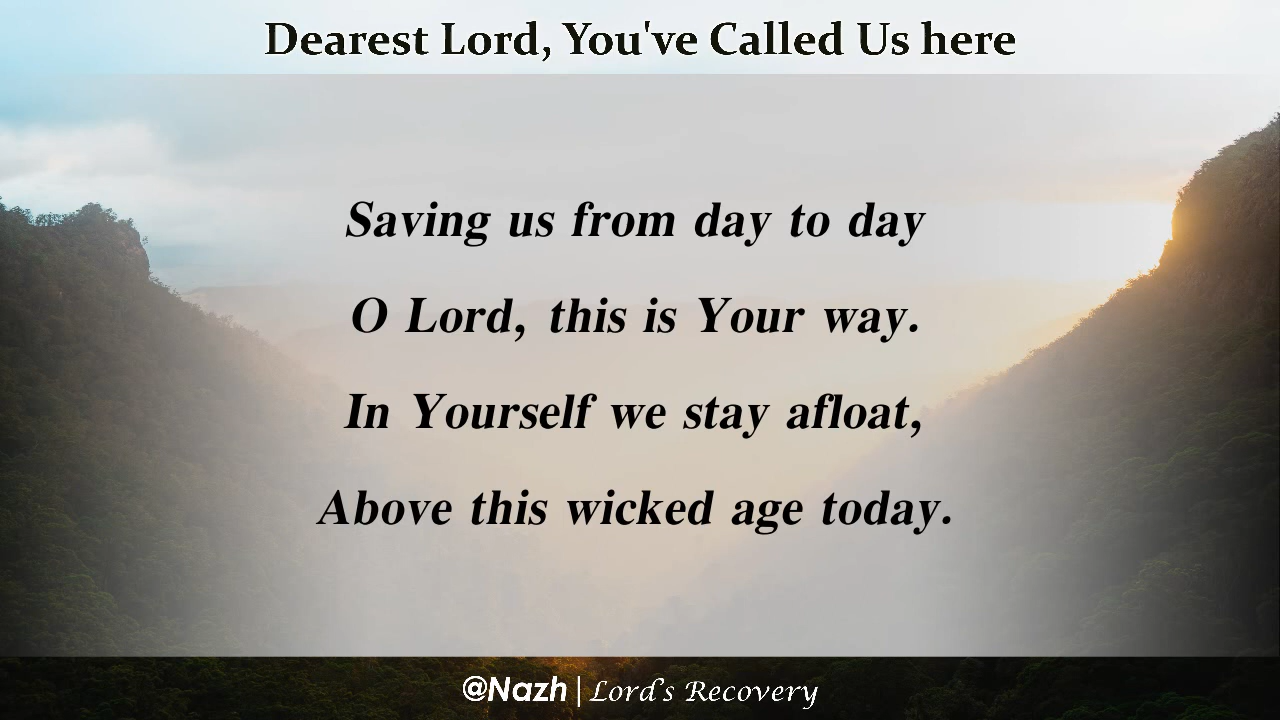 Dearest Lord, You've Called Us here
Saving us from day to day
O Lord, this is Your way.
In Yourself we stay afloat,
Above this wicked age today.
@Nazh | Lord's Recovery